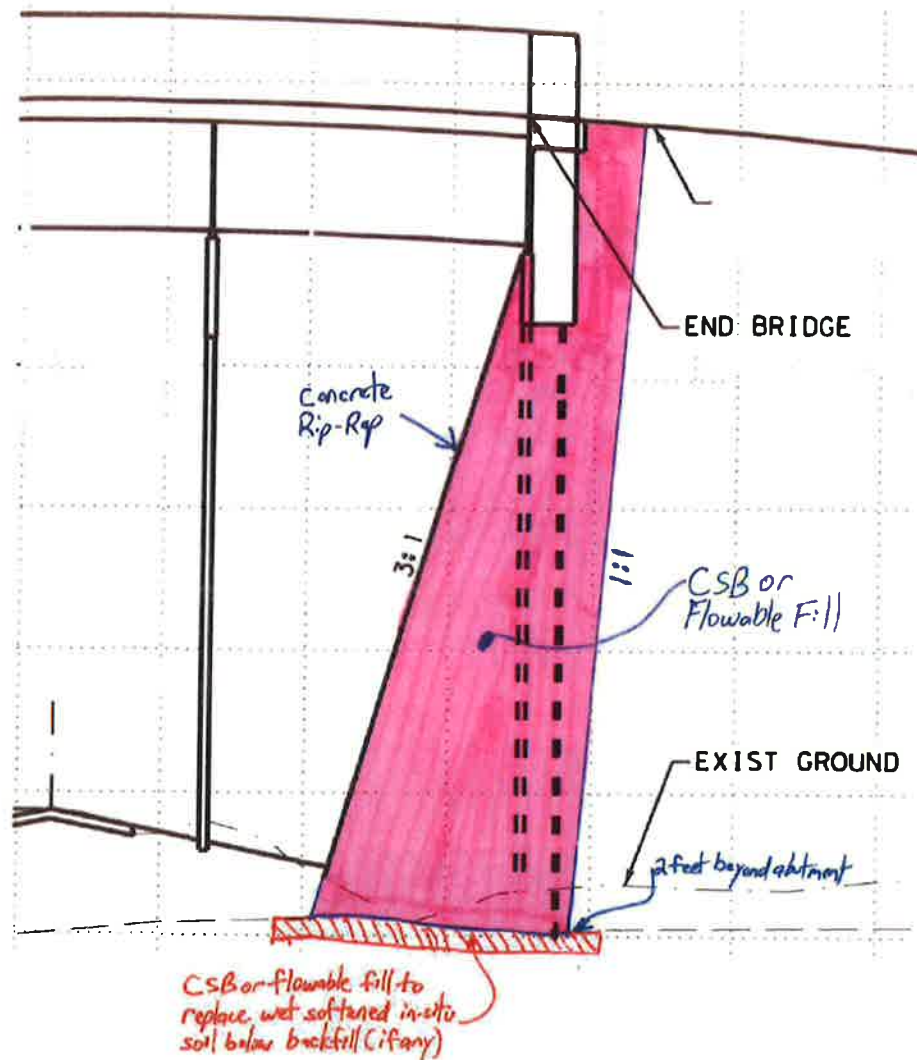 END BRIDGE
Concrete
Rip-Rap
3:1
1:1
CSB or
Flowable Fill
EXIST GROUND
2 feet beyond abutment
CSB or flowable fill to
replace wet softened in-situ
soil below backfill (if any)